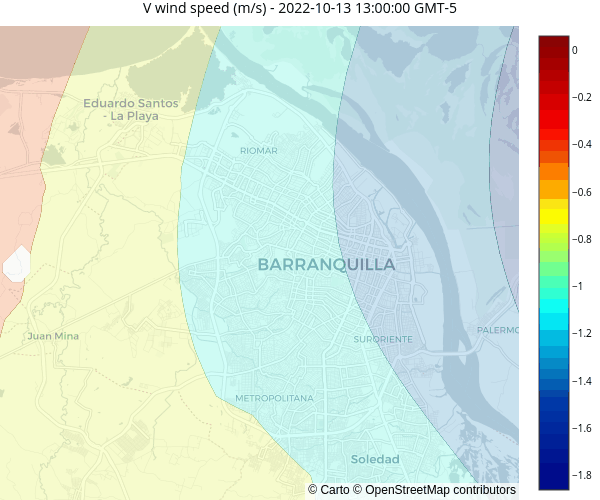 V wind speed (m/s) - 2022-10-13 13:00:00 GMT-5
0
−0.2
−0.4
−0.6
−0.8
−1
−1.2
−1.4
−1.6
−1.8
Eduardo Santos
- La Playa
RIOMAR
BARRANQUILLA
Juan Mina
SURORIENTE
PALERMO
METROPOLITANA
Soledad
© Carto © OpenStreetMap contributors